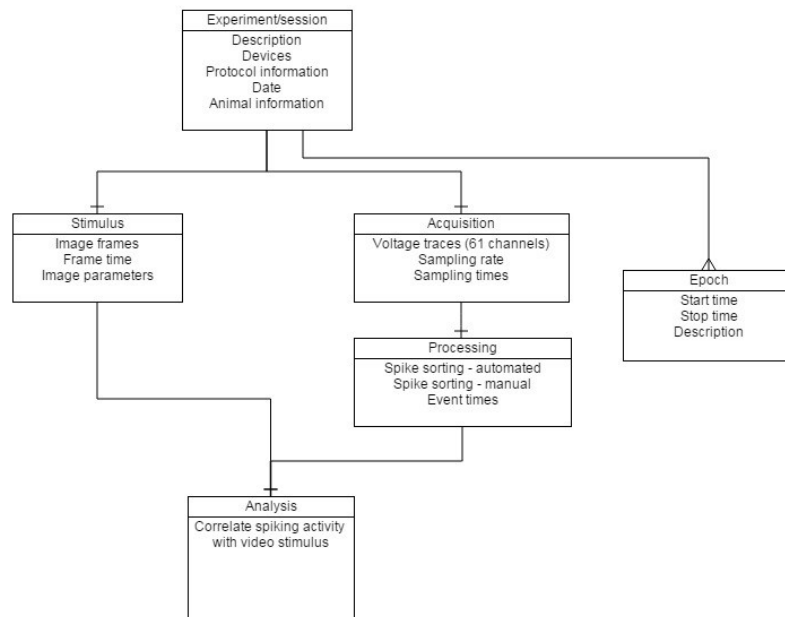 Experiment/session
Description
Devices
Protocol information
Date
Animal information
Stimulus
Image frames
Frame time
Image parameters
Acquisition
Voltage traces (61 channels)
Sampling rate
Sampling times
Epoch
Start time
Stop time
Description
Processing
Spike sorting - automated
Spike sorting - manual
Event times
Analysis
Correlate spiking activity
with video stimulus